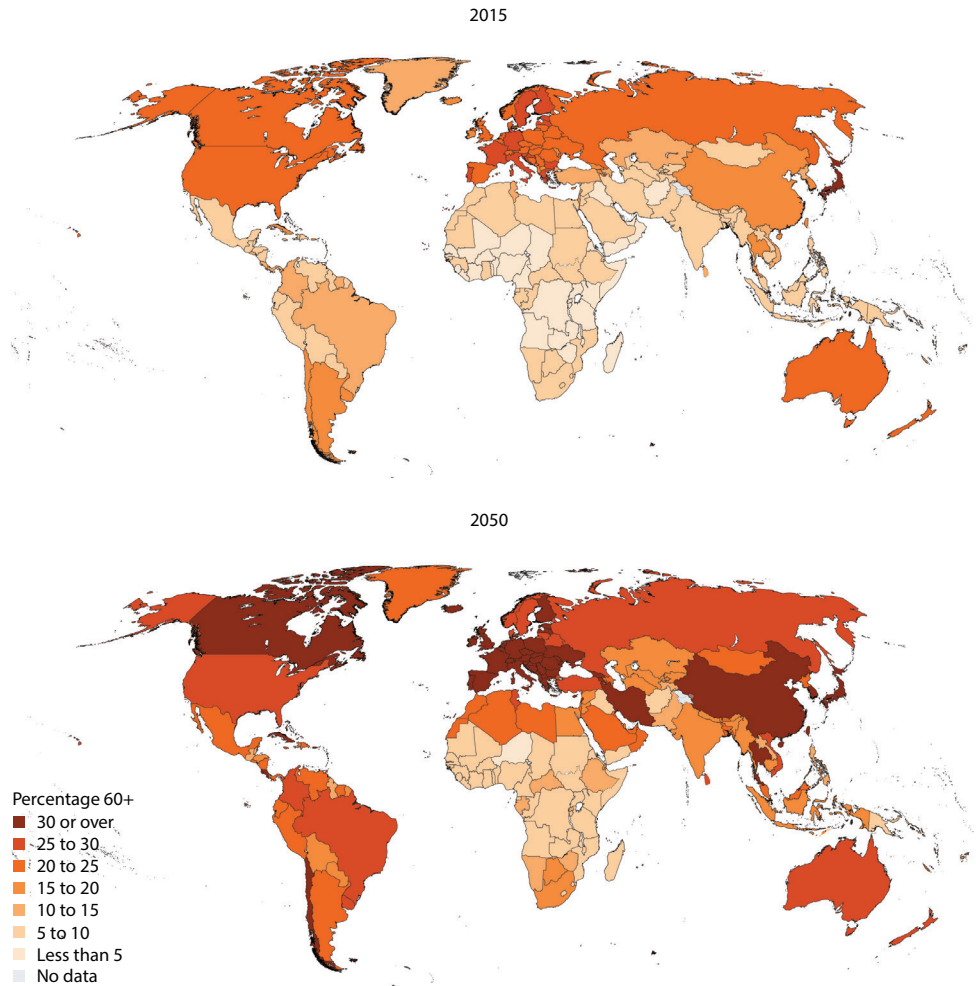 2015
2050
Percentage 60+
30 or over
25 to 30
20 to 25
15 to 20
10 to 15
5 to 10
Less than 5
No data